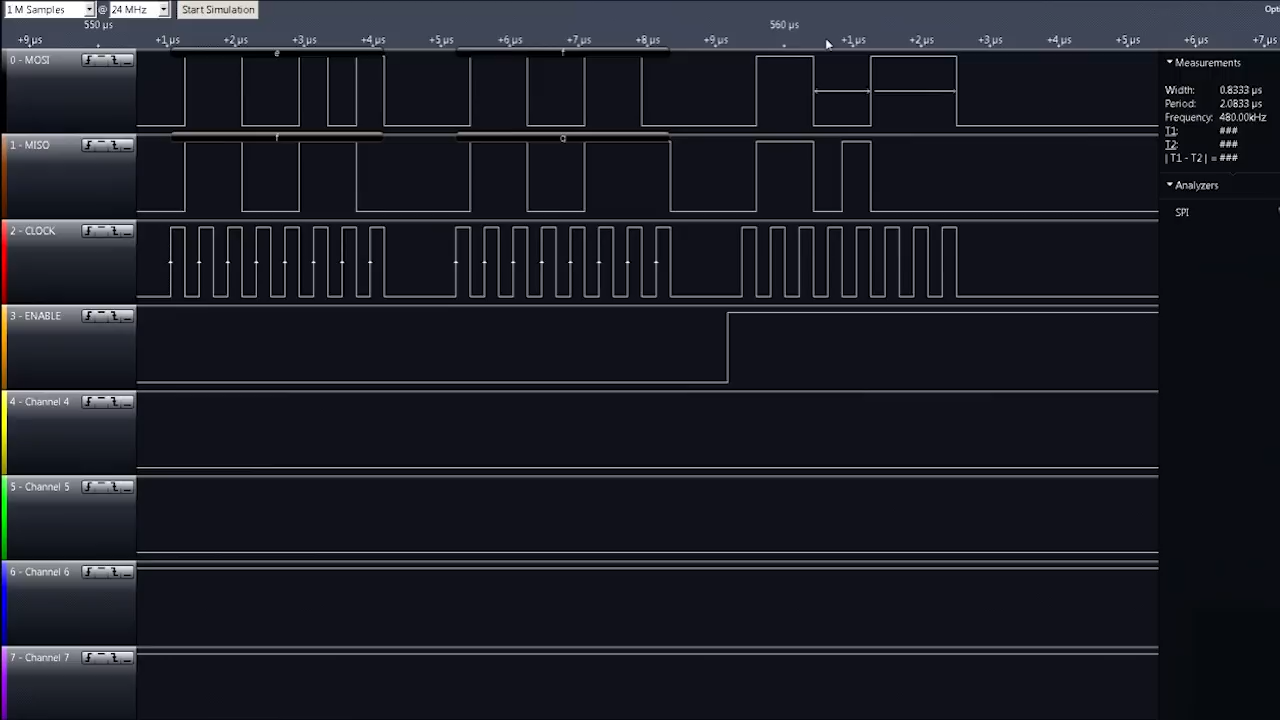 1 M Samples @ 24 MHz Start Simulation Opt
550 µs 560 µs
+9 µs +1 µs +2 µs +3 µs +4 µs +5 µs +6 µs +7 µs +8 µs +9 µs +1 µs +2 µs +3 µs +4 µs +5 µs +6 µs +7 µs
0 - MOSI e f
Measurements
Width: 0.8333 µs
Period: 2.0833 µs
Frequency: 480.00kHz
T1: ###
T2: ###
| T1 - T2 | = ###
1 - MISO f g
Analyzers
SPI
2 - CLOCK
3 - ENABLE
4 - Channel 4
5 - Channel 5
6 - Channel 6
7 - Channel 7